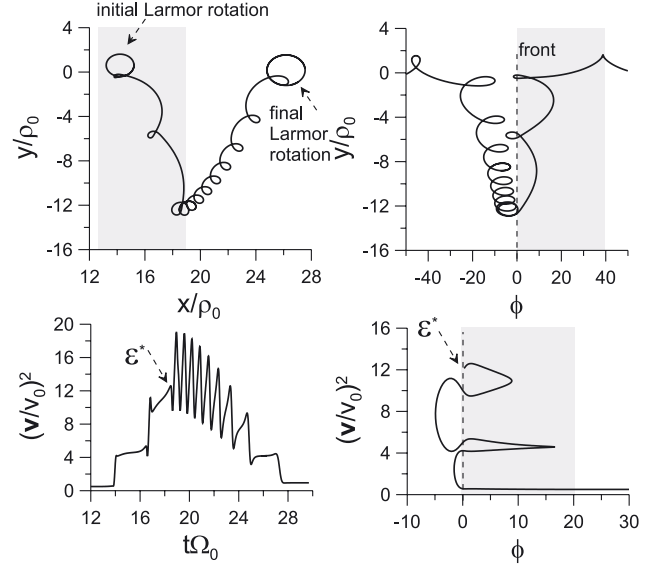 initial Larmor rotation
4
0
-4
-8
-12
-16
y/ρ₀
final
Larmor
rotation
12 16 20 24 28
x/ρ₀
4
0
-4
-8
-12
-16
y/ρ₀
front
-40 -20 0 20 40
ϕ
20
16
12
8
4
0
(v/v₀)²
ε*
12 16 20 24 28
tΩ₀
16
12
8
4
0
(v/v₀)²
ε*
-10 0 10 20 30
ϕ